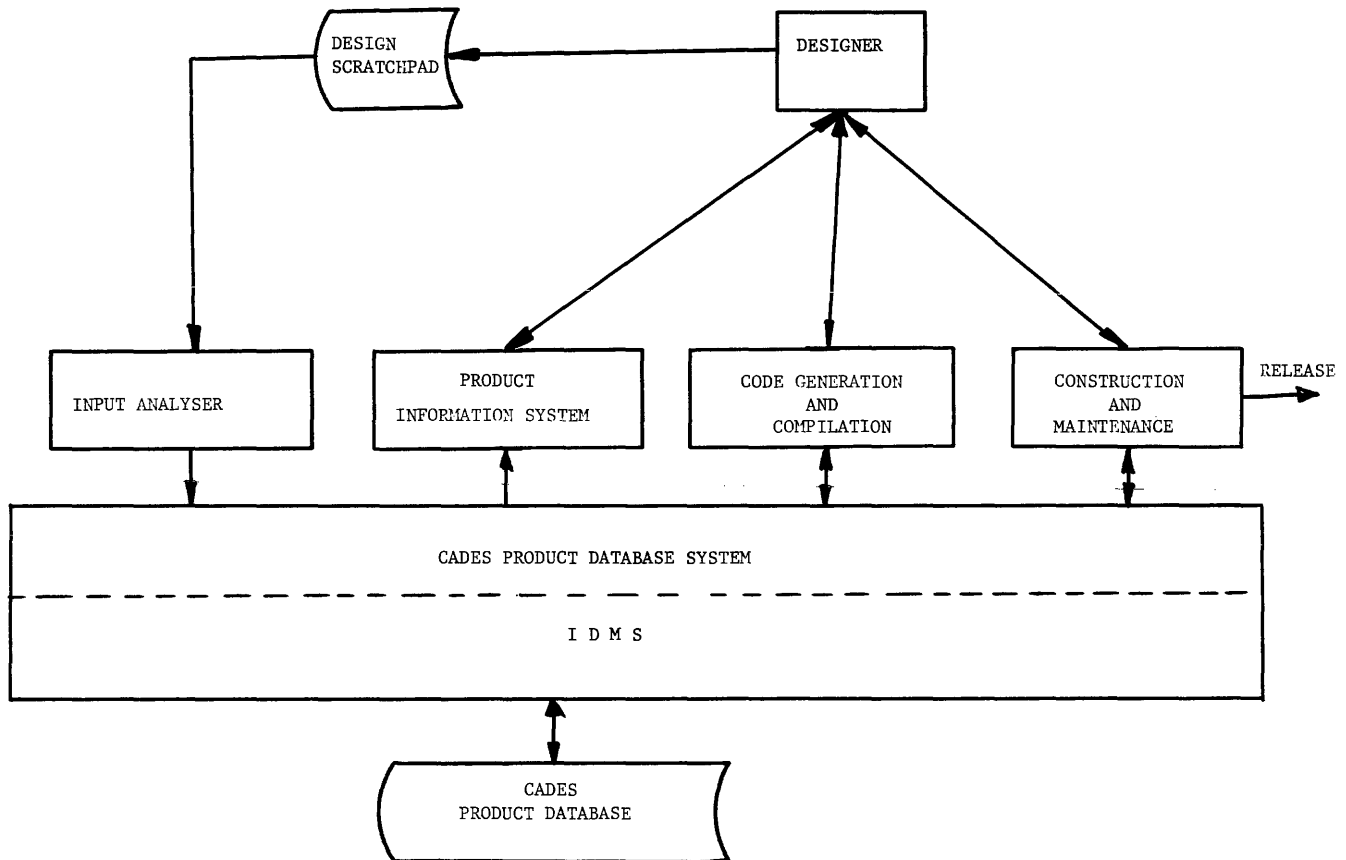 DESIGN
SCRATCHPAD
DESIGNER
INPUT ANALYSER
PRODUCT
INFORMATION SYSTEM
CODE GENERATION
AND
COMPILATION
CONSTRUCTION
AND
MAINTENANCE
RELEASE
CADES PRODUCT DATABASE SYSTEM
I D M S
CADES
PRODUCT DATABASE